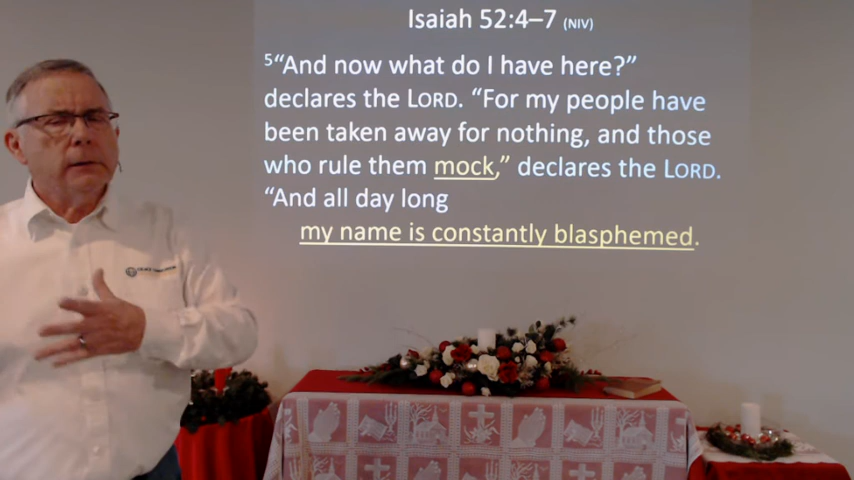 Isaiah 52:4–7 (NIV)
5“And now what do I have here?”
declares the LORD. “For my people have
been taken away for nothing, and those
who rule them mock,” declares the LORD.
“And all day long
my name is constantly blasphemed.